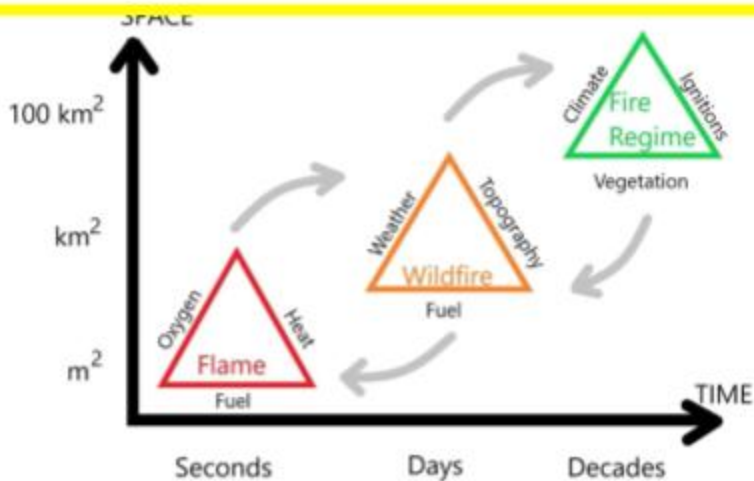 SPACE
100 km²
km²
m²
Climate
Ignitions
Fire
Regime
Vegetation
Weather
Topography
Wildfire
Fuel
Oxygen
Heat
Flame
Fuel
TIME
Seconds
Days
Decades